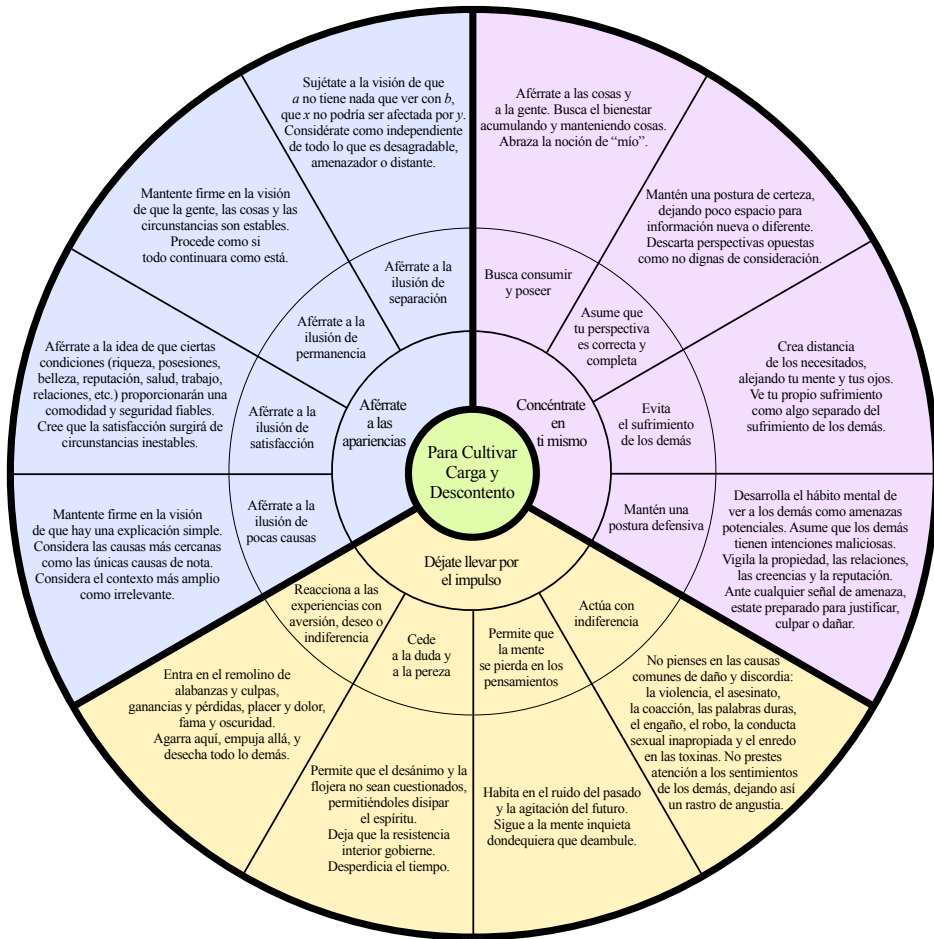 Para Cultivar
Carga y
Descontento
Concéntrate
en
ti mismo
Busca consumir
y poseer
Aférrate a las cosas y
a la gente. Busca el bienestar
acumulando y manteniendo cosas.
Abraza la noción de “mío”.
Asume que
tu perspectiva
es correcta y
completa
Mantén una postura de certeza,
dejando poco espacio para
información nueva o diferente.
Descarta perspectivas opuestas
como no dignas de consideración.
Evita
el sufrimiento
de los demás
Crea distancia
de los necesitados,
alejando tu mente y tus ojos.
Ve tu propio sufrimiento
como algo separado del
sufrimiento de los demás.
Mantén una
postura defensiva
Desarrolla el hábito mental de
ver a los demás como amenazas
potenciales. Asume que los demás
tienen intenciones maliciosas.
Vigila la propiedad, las relaciones,
las creencias y la reputación.
Ante cualquier señal de amenaza,
estate preparado para justificar,
culpar o dañar.
Déjate llevar por
el impulso
Actúa con
indiferencia
No pienses en las causas
comunes de daño y discordia:
la violencia, el asesinato,
la coacción, las palabras duras,
el engaño, el robo, la conducta
sexual inapropiada y el enredo
en las toxinas. No prestes
atención a los sentimientos
de los demás, dejando así
un rastro de angustia.
Permite que
la mente
se pierda en los
pensamientos
Habita en el ruido del pasado
y la agitación del futuro.
Sigue a la mente inquieta
dondequiera que deambule.
Cede
a la duda y
a la pereza
Permite que el desánimo y la
flojera no sean cuestionados,
permitiéndoles disipar
el espíritu.
Deja que la resistencia
interior gobierne.
Desperdicia el tiempo.
Reacciona a las
experiencias con
aversión, deseo o
indiferencia
Entra en el remolino de
alabanzas y culpas,
ganancias y pérdidas, placer y dolor,
fama y oscuridad.
Agarra aquí, empuja allá, y
desecha todo lo demás.
Aférrate
a las
apariencias
Aférrate a la
ilusión de
pocas causas
Mantente firme en la visión
de que hay una explicación simple.
Considera las causas más cercanas
como las únicas causas de nota.
Considera el contexto más amplio
como irrelevante.
Aférrate a la
ilusión de
satisfacción
Aférrate a la idea de que ciertas
condiciones (riqueza, posesiones,
belleza, reputación, salud, trabajo,
relaciones, etc.) proporcionarán una
comodidad y seguridad fiables.
Cree que la satisfacción surgirá de
circunstancias inestables.
Aférrate a la
ilusión de
permanencia
Mantente firme en la visión
de que la gente, las cosas y las
circunstancias son estables.
Procede como si
todo continuara como está.
Aférrate a la
ilusión de
separación
Sujétate a la visión de que
a no tiene nada que ver con b,
que x no podría ser afectada por y.
Considérate como independiente
de todo lo que es desagradable,
amenazador o distante.